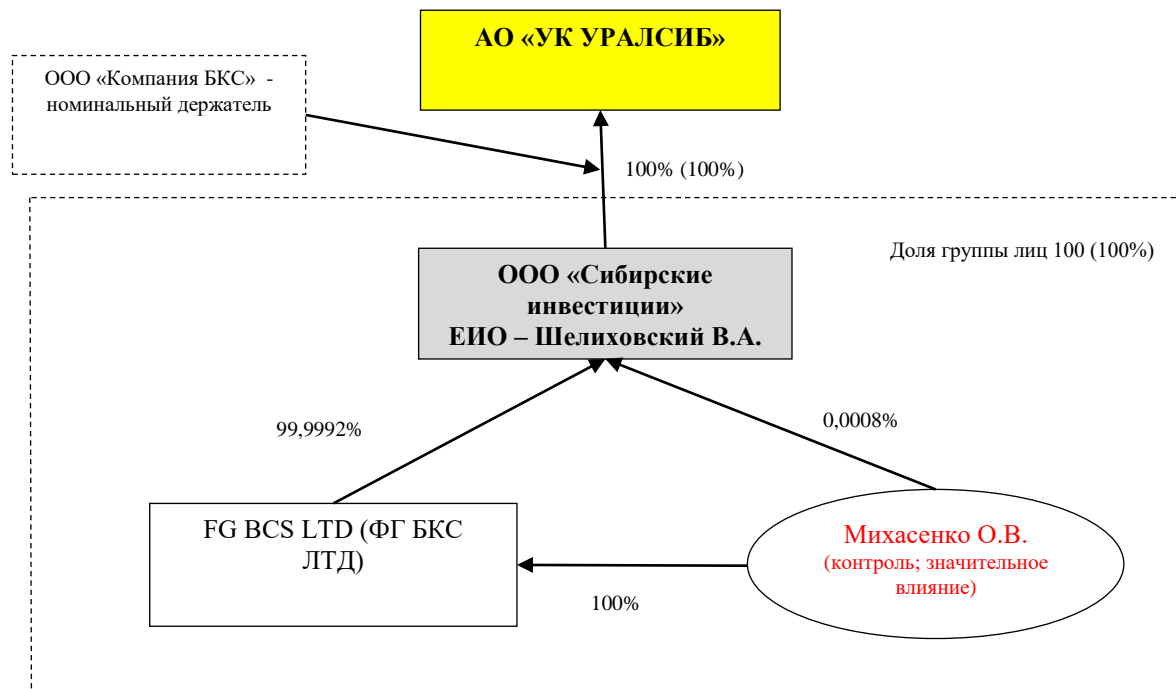 АО «УК УРАЛСИБ»
ООО «Компания БКС» -
номинальный держатель
100% (100%)
Доля группы лиц 100 (100%)
ООО «Сибирские
инвестиции»
ЕИО – Шелиховский В.А.
99,9992%
0,0008%
FG BCS LTD (ФГ БКС
ЛТД)
Михасенко О.В.
(контроль; значительное
влияние)
100%